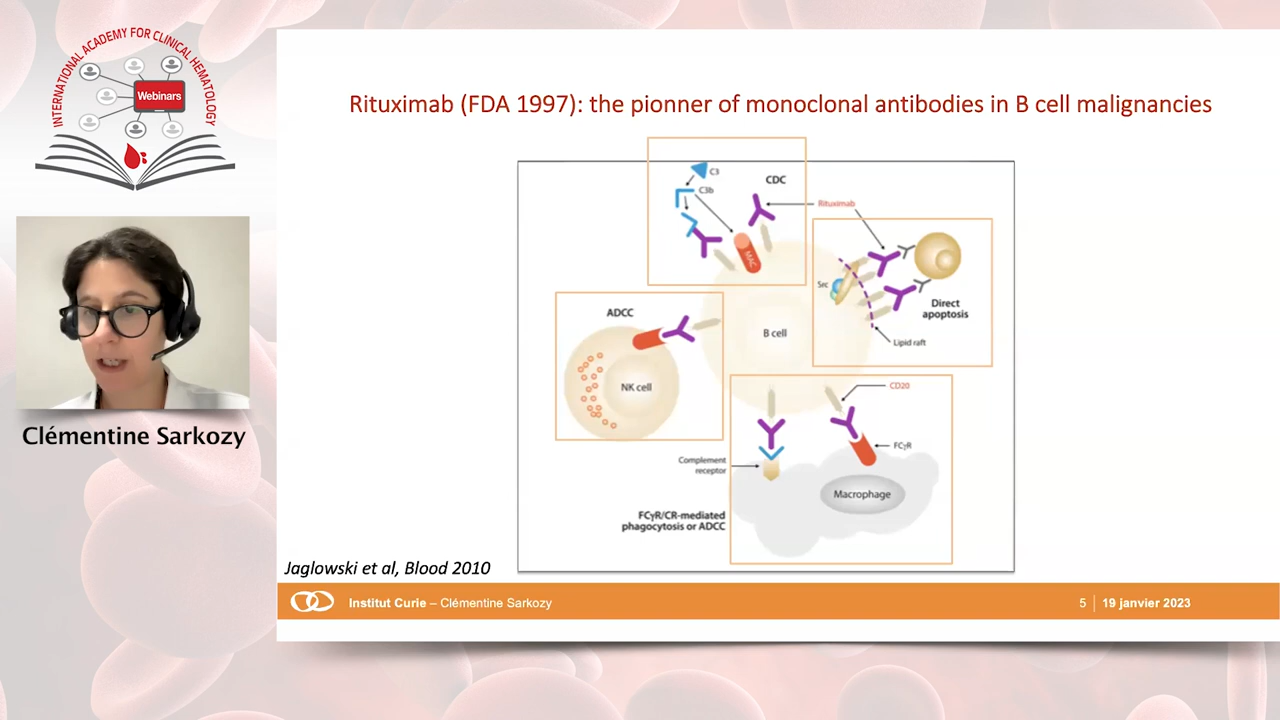 INTERNATIONAL ACADEMY FOR CLINICAL HEMATOLOGY
Webinars
Clémentine Sarkozy
Rituximab (FDA 1997): the pionner of monoclonal antibodies in B cell malignancies
C3
C3b
CDC
Rituximab
MAC
Src
Direct
apoptosis
Lipid raft
ADCC
NK cell
B cell
CD20
FCγR
Complement
receptor
Macrophage
FCγR/CR-mediated
phagocytosis or ADCC
Jaglowski et al, Blood 2010
Institut Curie – Clémentine Sarkozy
5 | 19 janvier 2023